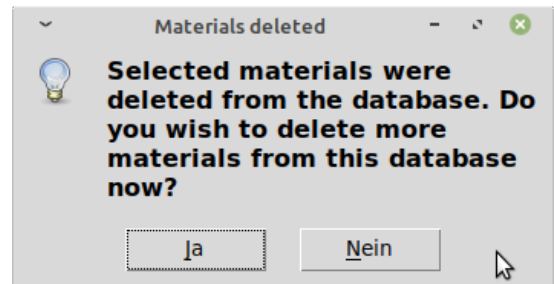 Materials deleted
Selected materials were
deleted from the database. Do
you wish to delete more
materials from this database
now?
Ja
Nein